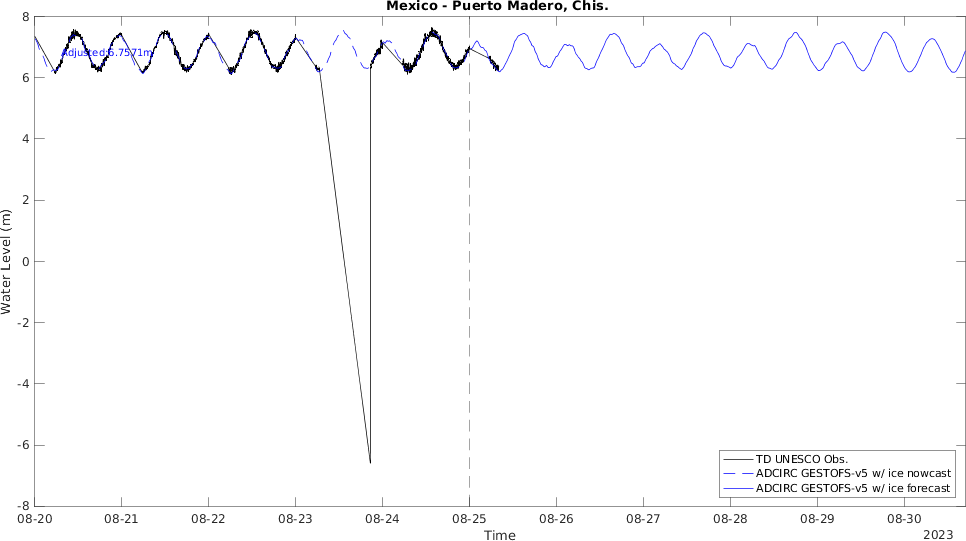 Mexico - Puerto Madero, Chis.
8
6
4
2
0
-2
-4
-6
-8
Water Level (m)
Adjusted:6.7571m
TD UNESCO Obs.
ADCIRC GESTOFS-v5 w/ ice nowcast
ADCIRC GESTOFS-v5 w/ ice forecast
08-20 08-21 08-22 08-23 08-24 08-25 08-26 08-27 08-28 08-29 08-30
Time
2023